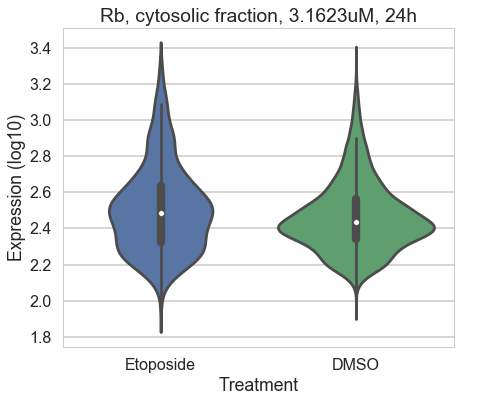 Rb, cytosolic fraction, 3.1623uM, 24h
Expression (log10)
3.4
3.2
3.0
2.8
2.6
2.4
2.2
2.0
1.8
Etoposide
DMSO
Treatment